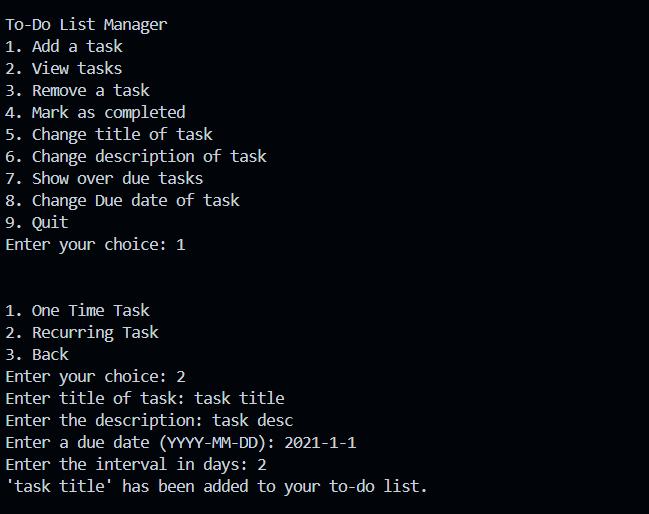 To-Do List Manager
1. Add a task
2. View tasks
3. Remove a task
4. Mark as completed
5. Change title of task
6. Change description of task
7. Show over due tasks
8. Change Due date of task
9. Quit
Enter your choice: 1
1. One Time Task
2. Recurring Task
3. Back
Enter your choice: 2
Enter title of task: task title
Enter the description: task desc
Enter a due date (YYYY-MM-DD): 2021-1-1
Enter the interval in days: 2
'task title' has been added to your to-do list.